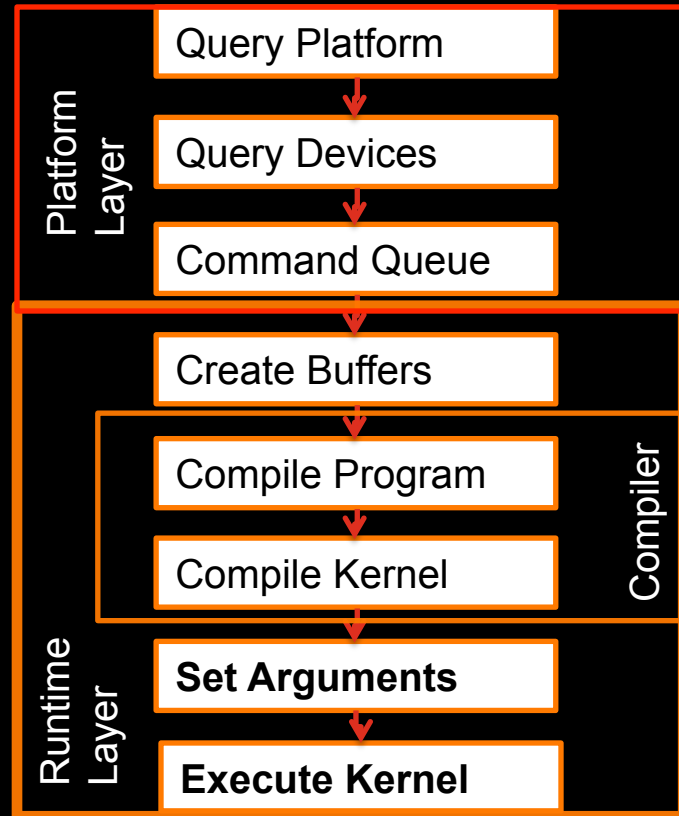 Query Platform
Query Devices
Command Queue
Platform
Layer
Create Buffers
Compile Program
Compile Kernel
Compiler
Set Arguments
Execute Kernel
Runtime
Layer